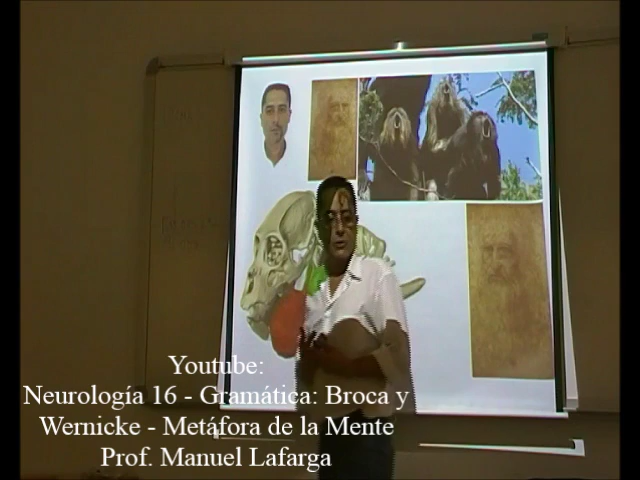 Youtube:
Neurología 16 - Gramática: Broca y
Wernicke - Metáfora de la Mente
Prof. Manuel Lafarga